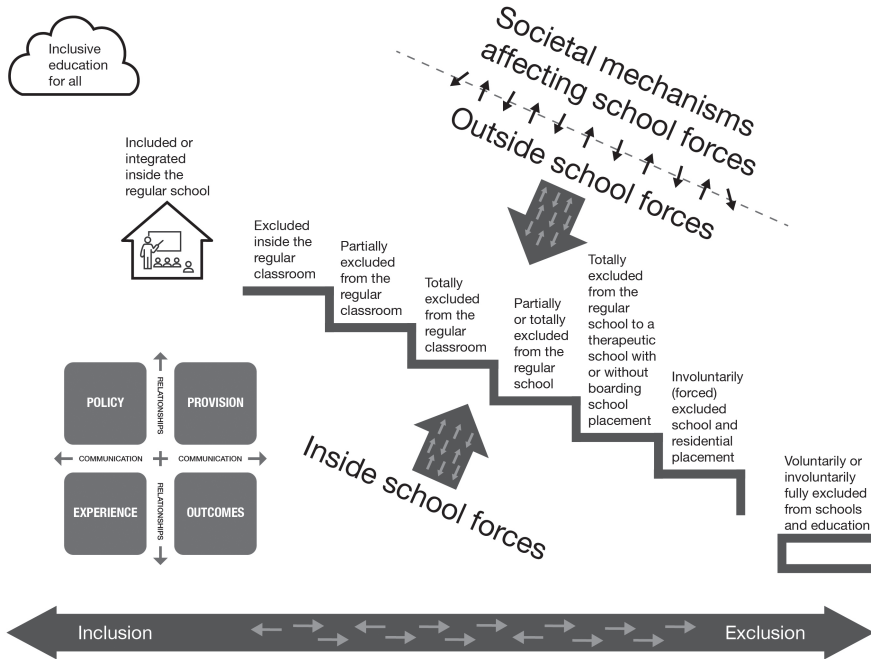 Inclusive
education
for all
Societal mechanisms
affecting school forces
Outside school forces
Included or
integrated
inside the
regular school
Excluded
inside the
regular
classroom
Partially
excluded
from the
regular
classroom
Totally
excluded
from the
regular
classroom
Partially
or totally
excluded
from the
regular
school
Totally
excluded
from the
regular
school to a
therapeutic
school with
or without
boarding
school
placement
Involuntarily
(forced)
excluded
school and
residential
placement
Voluntarily or
involuntarily
fully excluded
from schools
and education
Inside school forces
POLICY
RELATIONSHIPS
PROVISION
COMMUNICATION
COMMUNICATION
EXPERIENCE
RELATIONSHIPS
OUTCOMES
Inclusion
Exclusion